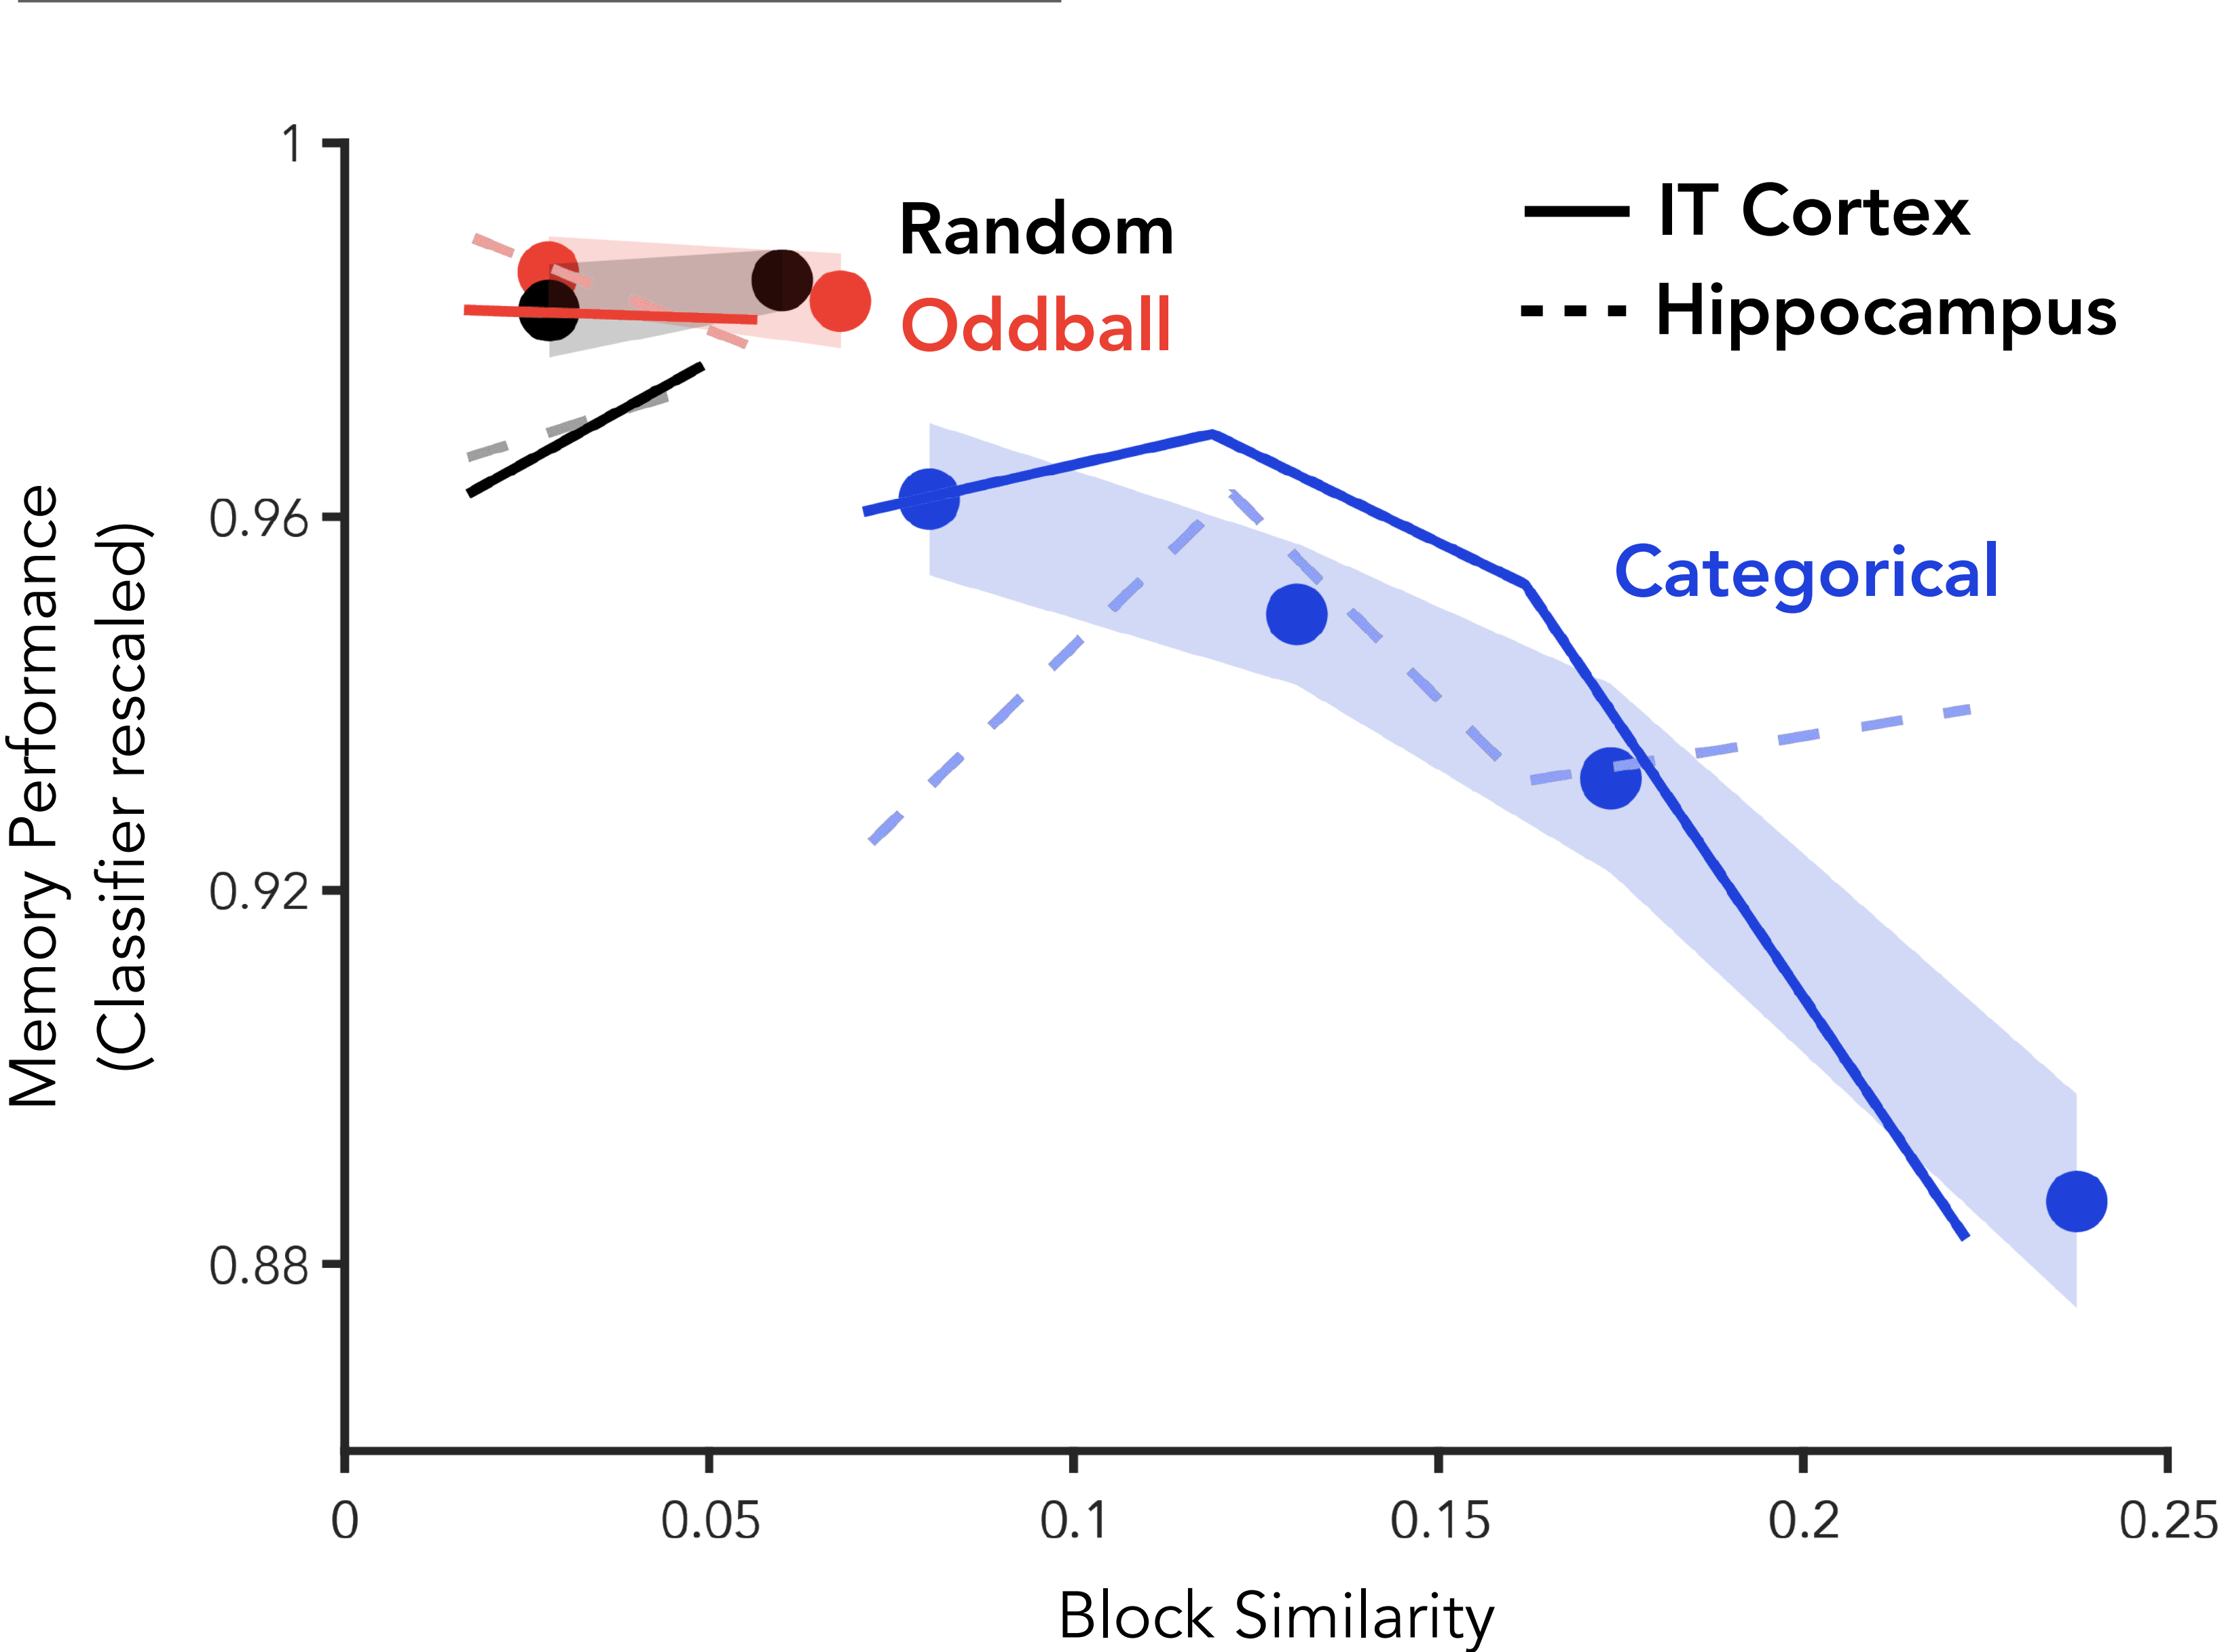 Memory Performance
(Classifier rescaled)
1
0.96
0.92
0.88
Random
Oddball
IT Cortex
Hippocampus
Categorical
0
0.05
0.1
0.15
0.2
0.25
Block Similarity